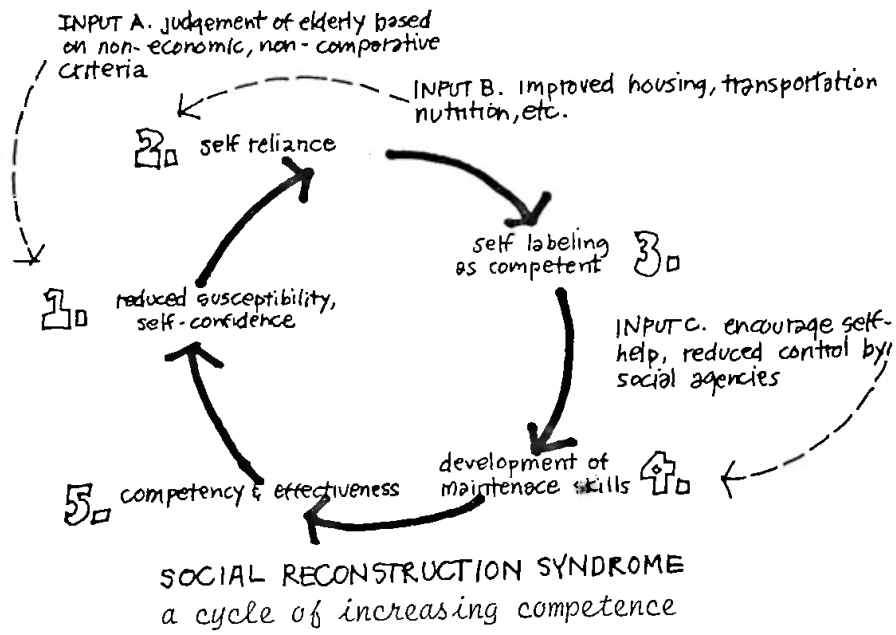 INPUT A. judgement of elderly based
on non-economic, non-comparative
criteria
INPUT B. improved housing, transportation
nutrition, etc.
2. self reliance
self labeling
as competent 3.
1. reduced susceptibility,
self-confidence
INPUT C. encourage self-
help, reduced control by
social agencies
development of
maintenace skills 4.
5. competency & effectiveness
SOCIAL RECONSTRUCTION SYNDROME
a cycle of increasing competence